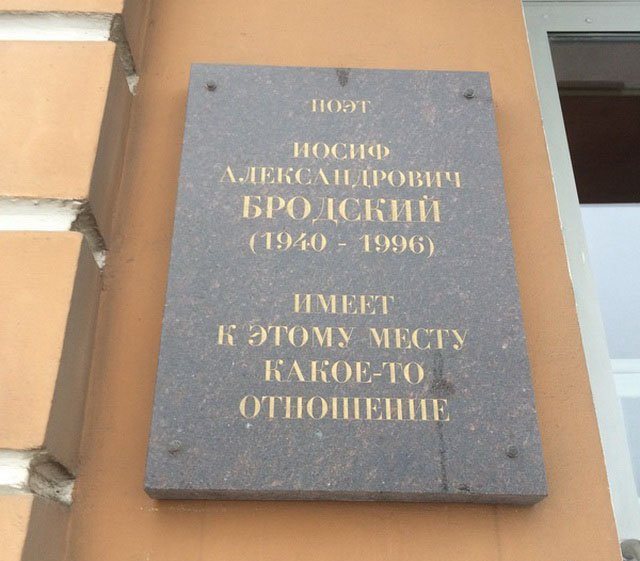 ПОЭТ
ИОСИФ
АЛЕКСАНДРОВИЧ
БРОДСКИЙ
(1940 - 1996)
ИМЕЕТ
К ЭТОМУ МЕСТУ
КАКОЕ-ТО
ОТНОШЕНИЕ